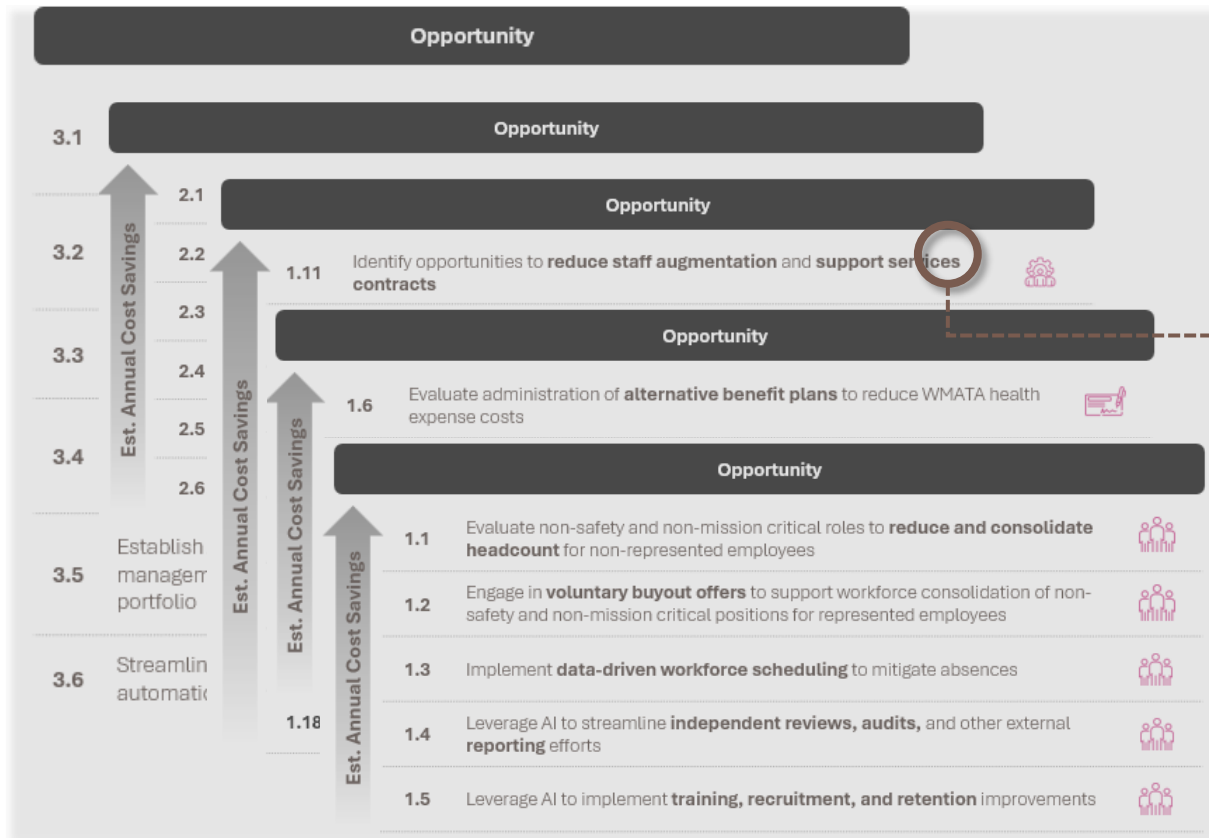 Opportunity
Opportunity
3.1
Est. Annual Cost Savings
2.1
Opportunity
3.2
2.2
Est. Annual Cost Savings
1.11
Identify opportunities to reduce staff augmentation and support services
contracts
2.3
Opportunity
3.3
2.4
Est. Annual Cost Savings
1.6
Evaluate administration of alternative benefit plans to reduce WMATA health
expense costs
2.5
3.4
Opportunity
2.6
Est. Annual Cost Savings
1.1
Evaluate non-safety and non-mission critical roles to reduce and consolidate
headcount for non-represented employees
3.5
Establish
managem
portfolio
1.2
Engage in voluntary buyout offers to support workforce consolidation of non-
safety and non-mission critical positions for represented employees
3.6
Streamlin
automatic
1.3
Implement data-driven workforce scheduling to mitigate absences
1.18
1.4
Leverage AI to streamline independent reviews, audits, and other external
reporting efforts
1.5
Leverage AI to implement training, recruitment, and retention improvements